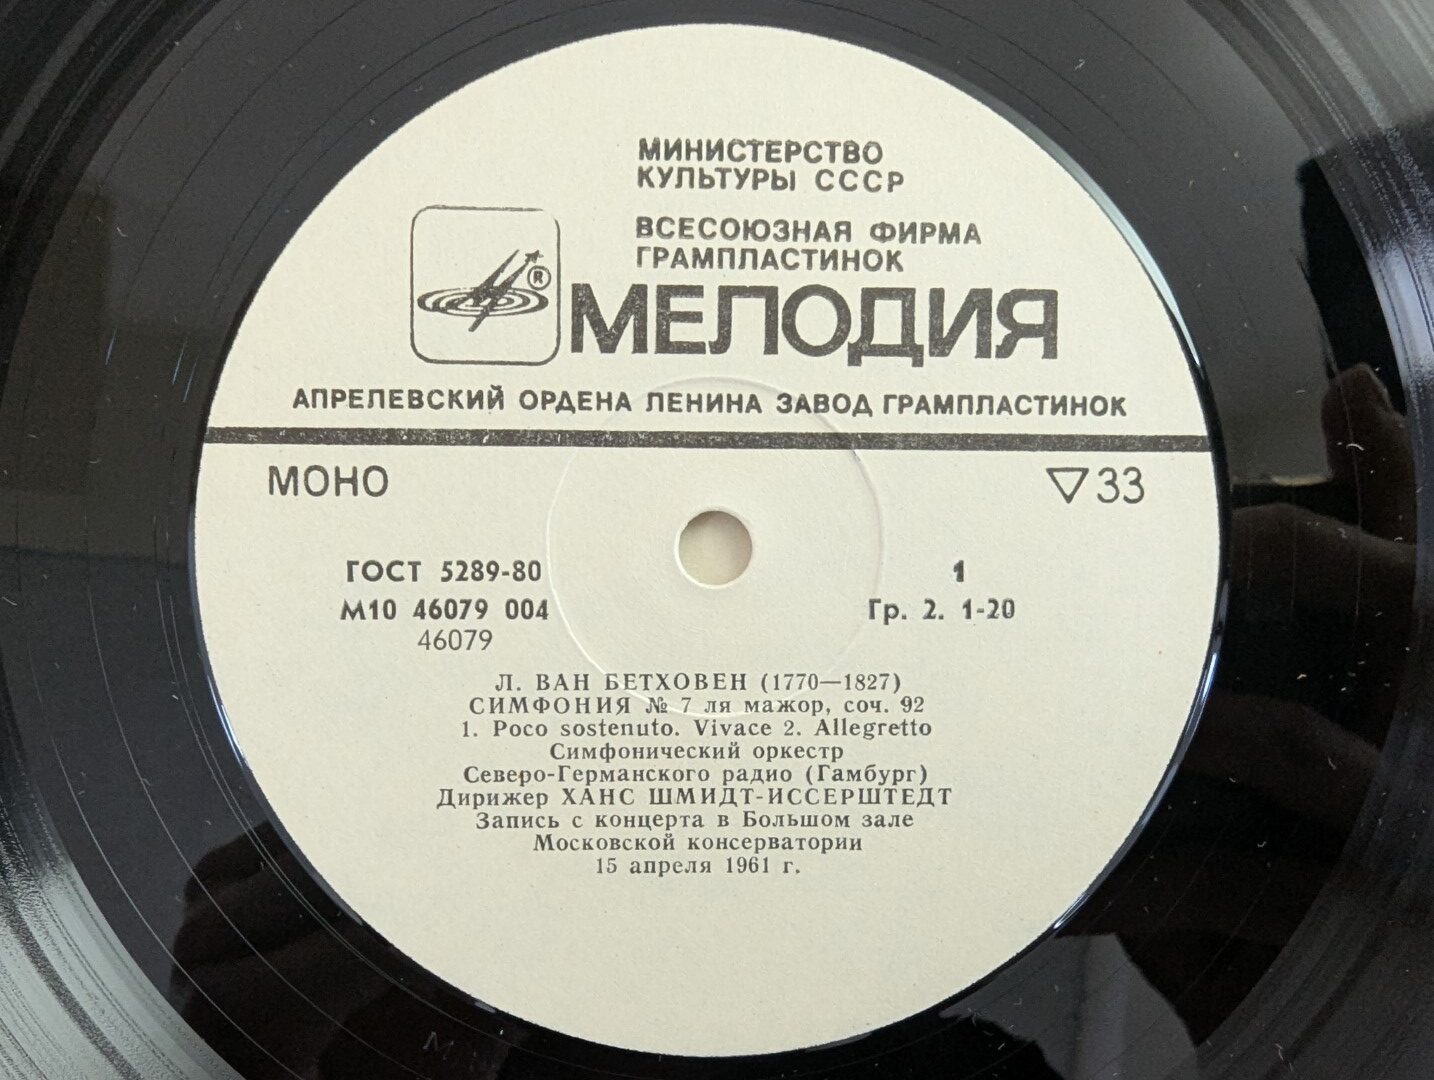 МИНИСТЕРСТВО
КУЛЬТУРЫ СССР
ВСЕСОЮЗНАЯ ФИРМА
ГРАМПЛАСТИНОК
®
МЕЛОДИЯ
АПРЕЛЕВСКИЙ ОРДЕНА ЛЕНИНА ЗАВОД ГРАМПЛАСТИНОК
МОНО ▽33
ГОСТ 5289-80 1
М10 46079 004 Гр. 2. 1-20
46079
Л. ВАН БЕТХОВЕН (1770—1827)
СИМФОНИЯ № 7 ля мажор, соч. 92
1. Poco sostenuto. Vivace 2. Allegretto
Симфонический оркестр
Северо-Германского радио (Гамбург)
Дирижер ХАНС ШМИДТ-ИССЕРШТЕДТ
Запись с концерта в Большом зале
Московской консерватории
15 апреля 1961 г.